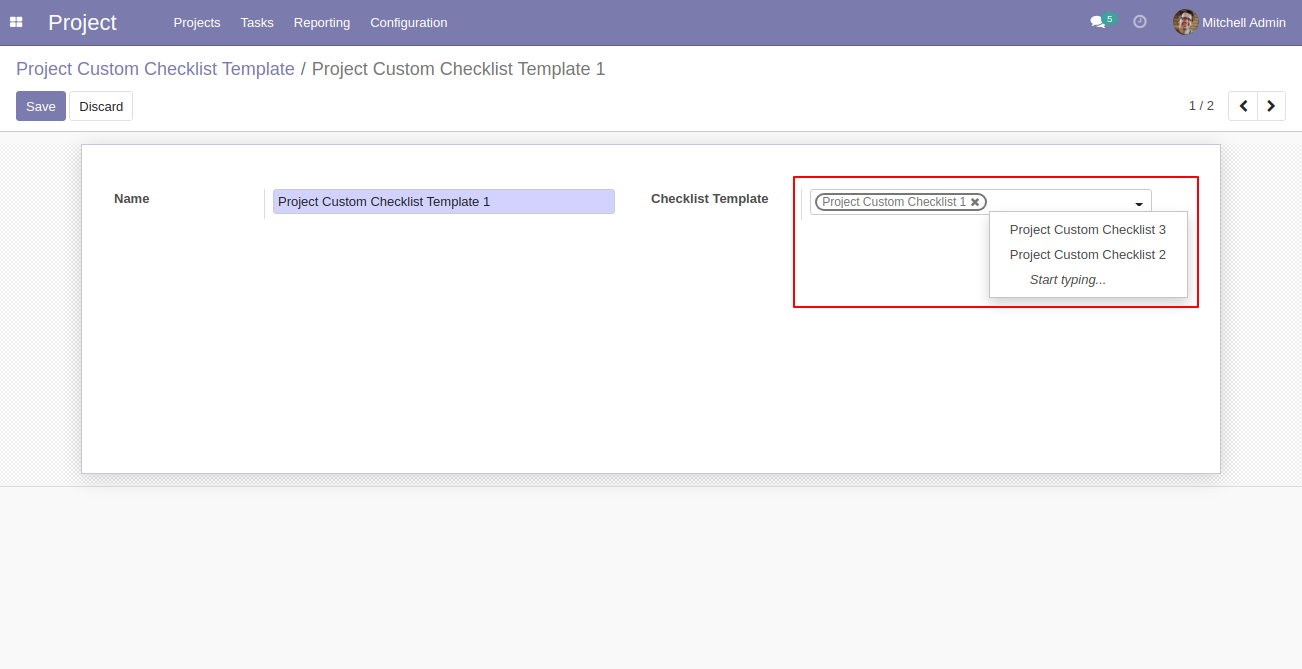 Project Projects Tasks Reporting Configuration 5 Mitchell Admin
Project Custom Checklist Template / Project Custom Checklist Template 1
Save Discard 1 / 2
Name Project Custom Checklist Template 1 Checklist Template Project Custom Checklist 1
Project Custom Checklist 3
Project Custom Checklist 2
Start typing...